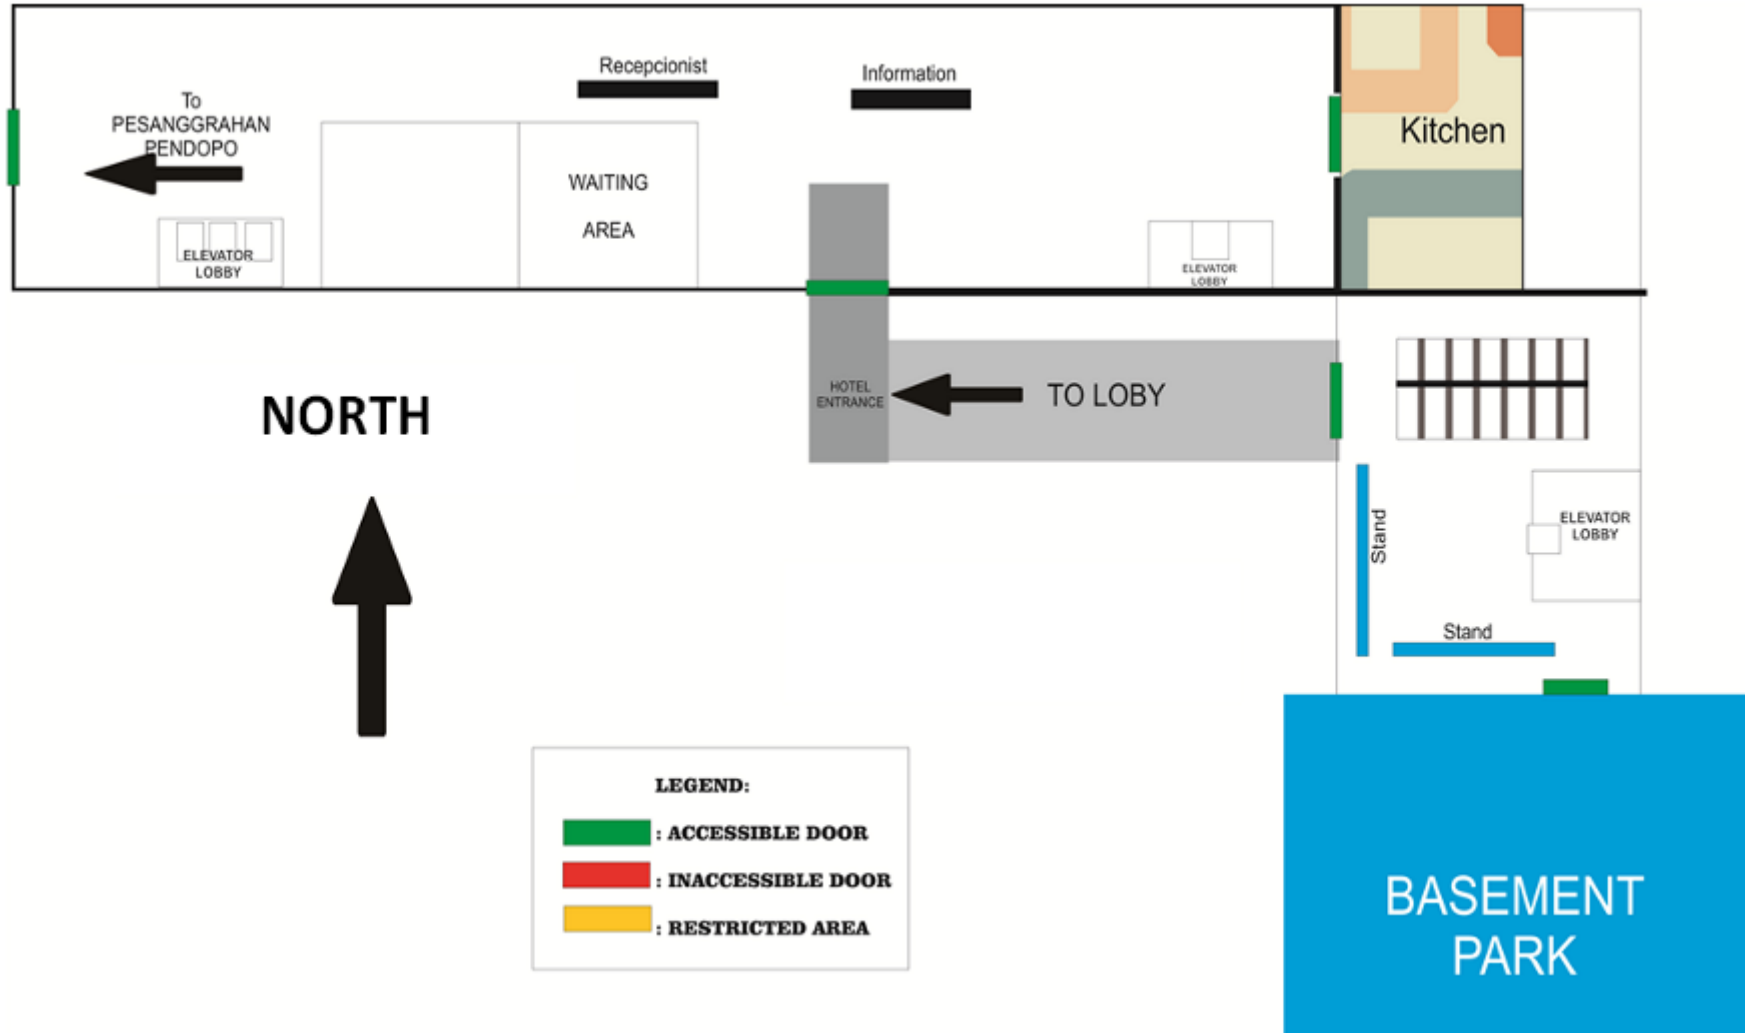 Recepcionist
Information
To
PESANGGRAHAN
PENDOPO
Kitchen
WAITING
AREA
ELEVATOR
LOBBY
ELEVATOR
LOBBY
HOTEL
ENTRANCE
TO LOBY
NORTH
Stand
ELEVATOR
LOBBY
Stand
LEGEND:
: ACCESSIBLE DOOR
: INACCESSIBLE DOOR
: RESTRICTED AREA
BASEMENT
PARK